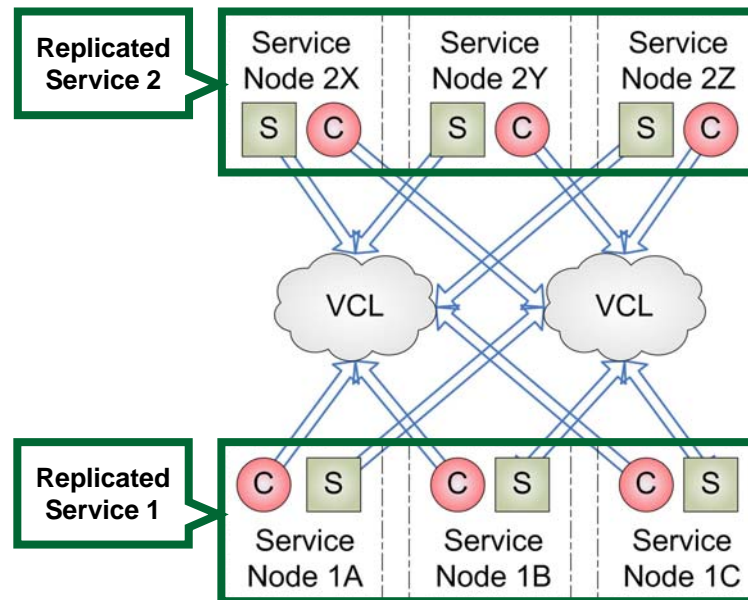 Replicated
Service 2
Service
Node 2X
Service
Node 2Y
Service
Node 2Z
S
C
S
C
S
C
VCL
VCL
Replicated
Service 1
C
S
C
S
C
S
Service
Node 1A
Service
Node 1B
Service
Node 1C